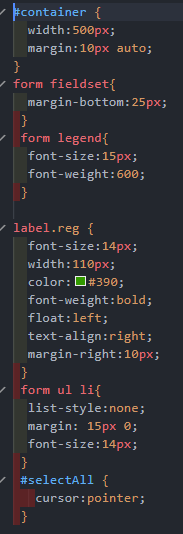 #container {
width:500px;
margin:10px auto;
}
form fieldset{
margin-bottom:25px;
}
form legend{
font-size:15px;
font-weight:600;
}
label.reg {
font-size:14px;
width:110px;
color:#390;
font-weight:bold;
float:left;
text-align:right;
margin-right:10px;
}
form ul li{
list-style:none;
margin: 15px 0;
font-size:14px;
}
#selectAll {
cursor:pointer;
}